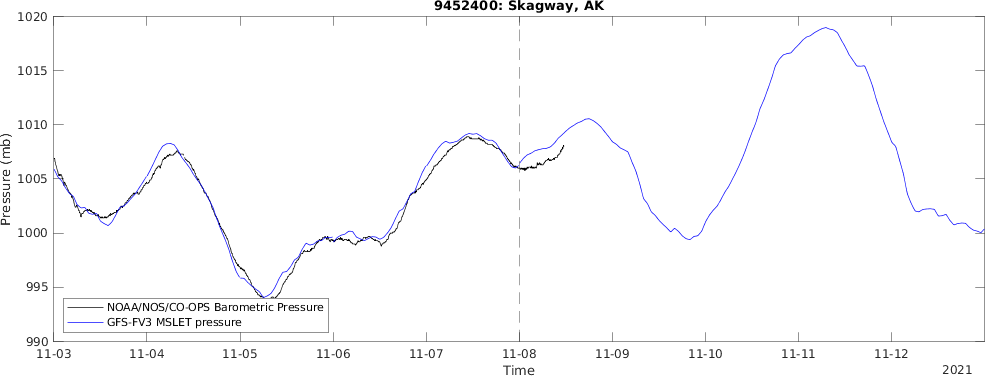 9452400: Skagway, AK
Pressure (mb)
1020
1015
1010
1005
1000
995
990
NOAA/NOS/CO-OPS Barometric Pressure
GFS-FV3 MSLET pressure
11-03 11-04 11-05 11-06 11-07 11-08 11-09 11-10 11-11 11-12
Time
2021